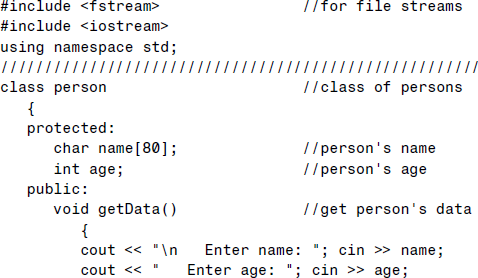 #include <fstream>                //for file streams
#include <iostream>
using namespace std;
//////////////////////////////////////////////////////
class person                      //class of persons
   {
   protected:
      char name[80];              //person's name
      int age;                    //person's age
   public:
      void getData()              //get person's data
         {
         cout << "\n   Enter name: "; cin >> name;
         cout << "   Enter age: "; cin >> age;